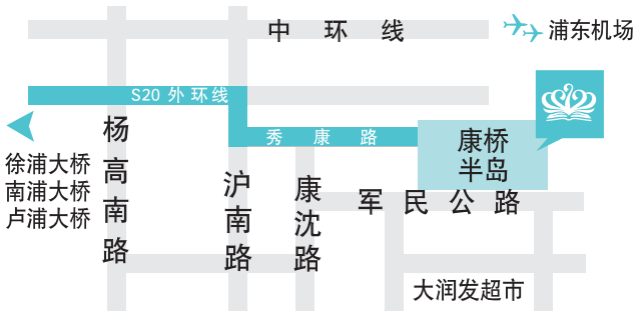 中环线
浦东机场
S20 外环线
秀康路
康桥
半岛
杨高南路
徐浦大桥
南浦大桥
卢浦大桥
沪南路
康沈路
军民公路
大润发超市